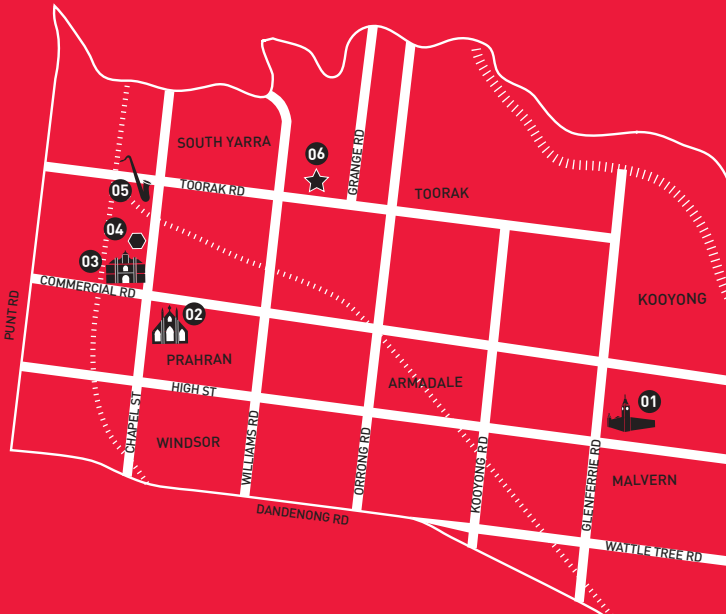 SOUTH YARRA
06
GRANGE RD
05
TOORAK RD
TOORAK
04
03
COMMERCIAL RD
KOOYONG
PUNT RD
02
PRAHRAN
HIGH ST
ARMADALE
01
CHAPEL ST
WINDSOR
WILLIAMS RD
ORRONG RD
KOOYONG RD
GLENFERRIE RD
MALVERN
DANDENONG RD
WATTLE TREE RD